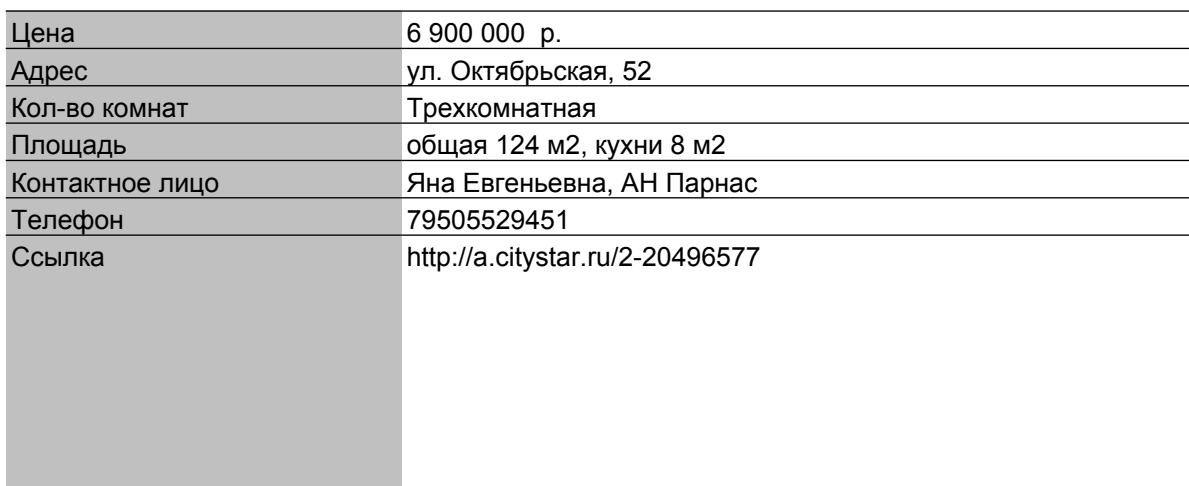 Цена 6 900 000 р.
Адрес ул. Октябрьская, 52
Кол-во комнат Трехкомнатная
Площадь общая 124 м2, кухни 8 м2
Контактное лицо Яна Евгеньевна, АН Парнас
Телефон 79505529451
Ссылка http://a.citystar.ru/2-20496577